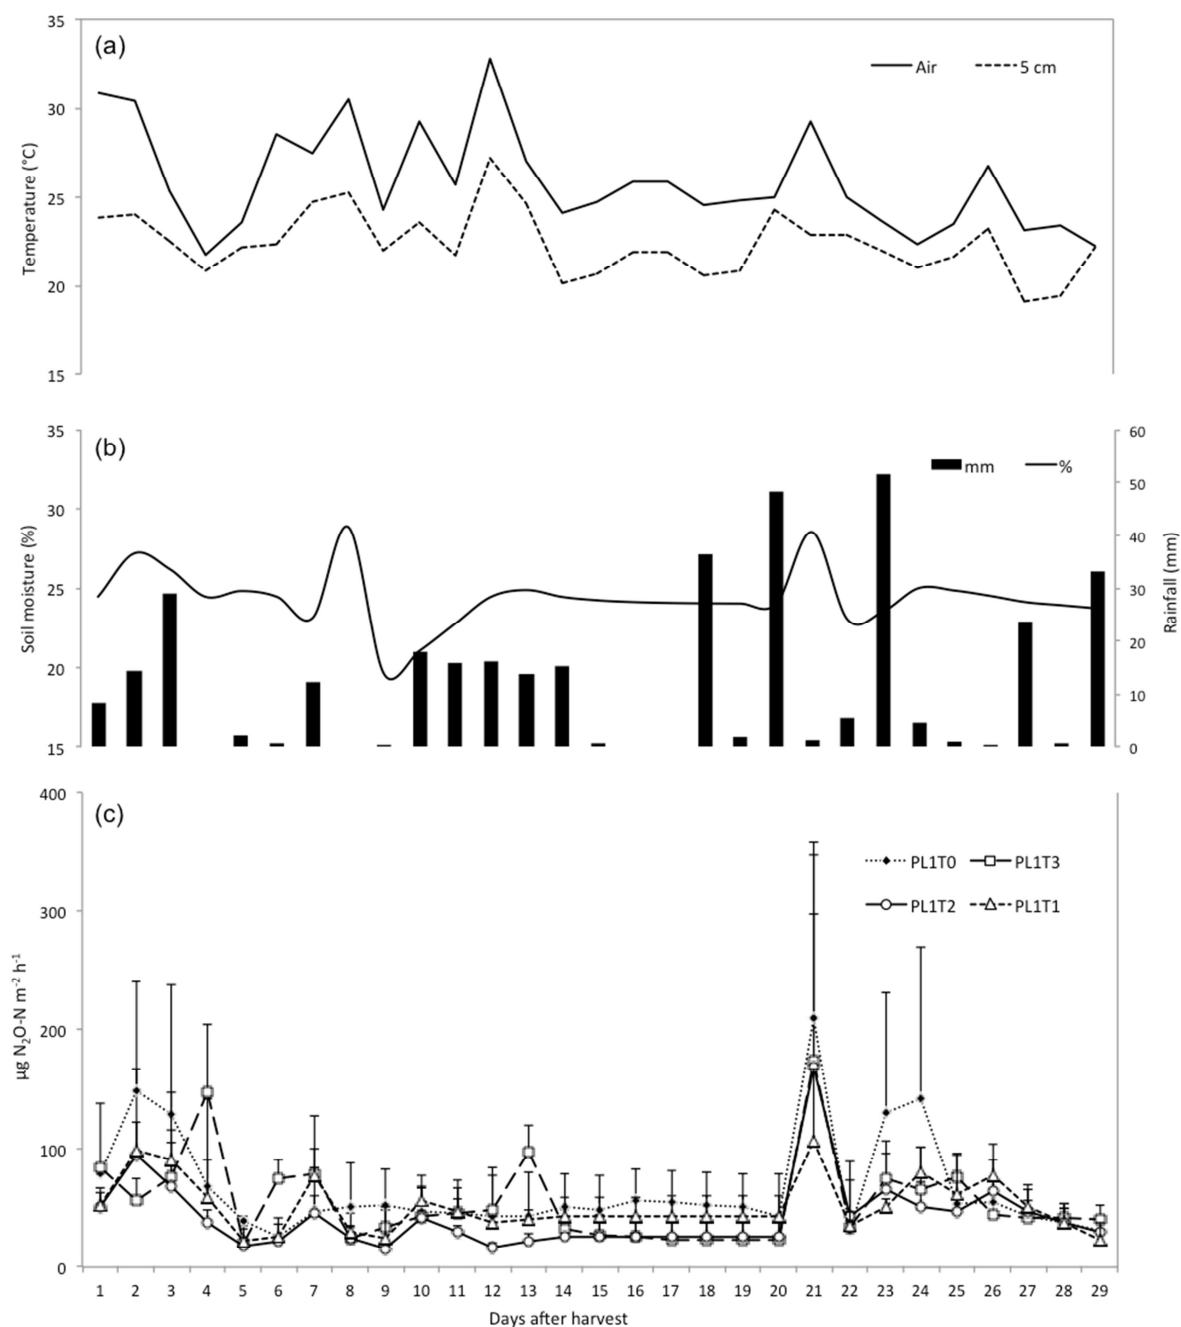 (a)
Air 5 cm
Temperature (°C)
35
30
25
20
15
(b)
mm %
Soil moisture (%)
35
30
25
20
15
Rainfall (mm)
60
50
40
30
20
10
0
(c)
PL1T0 PL1T3
PL1T2 PL1T1
µg N₂O-N m⁻² h⁻¹
400
300
200
100
0
1 2 3 4 5 6 7 8 9 10 11 12 13 14 15 16 17 18 19 20 21 22 23 24 25 26 27 28 29
Days after harvest